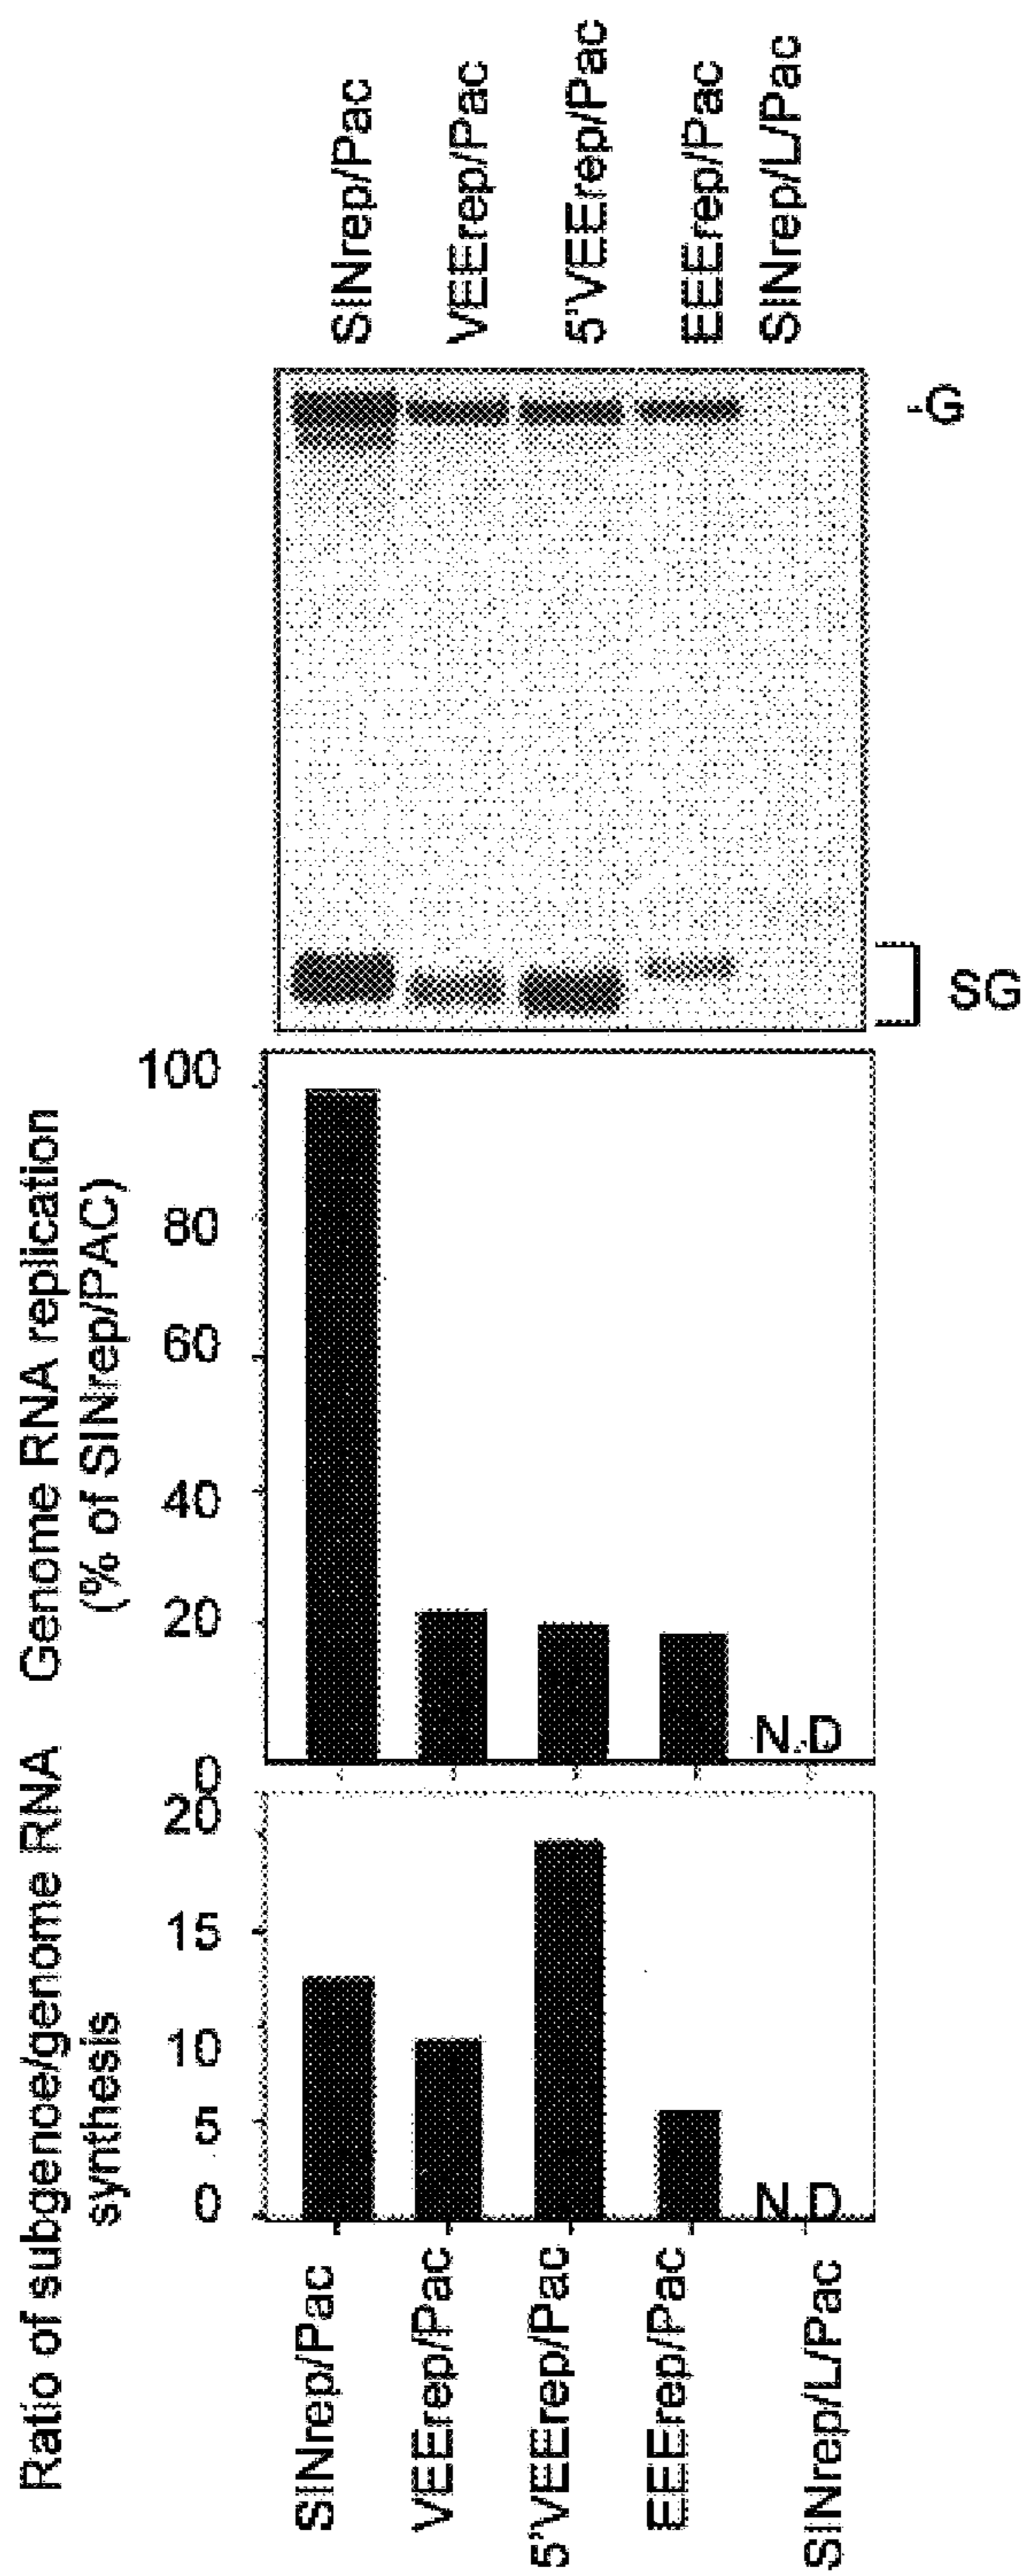 SINrep/Pac
VEErep/Pac
5'VEErep/Pac
EEErep/Pac
SINrep/L/Pac
-G
SG
Genome RNA replication
(% of SINrep/PAC)
100
80
60
40
20
0
N.D
Ratio of subgenoe/genome RNA
synthesis
20
15
10
5
0
N.D
SINrep/Pac
VEErep/Pac
5'VEErep/Pac
EEErep/Pac
SINrep/L/Pac